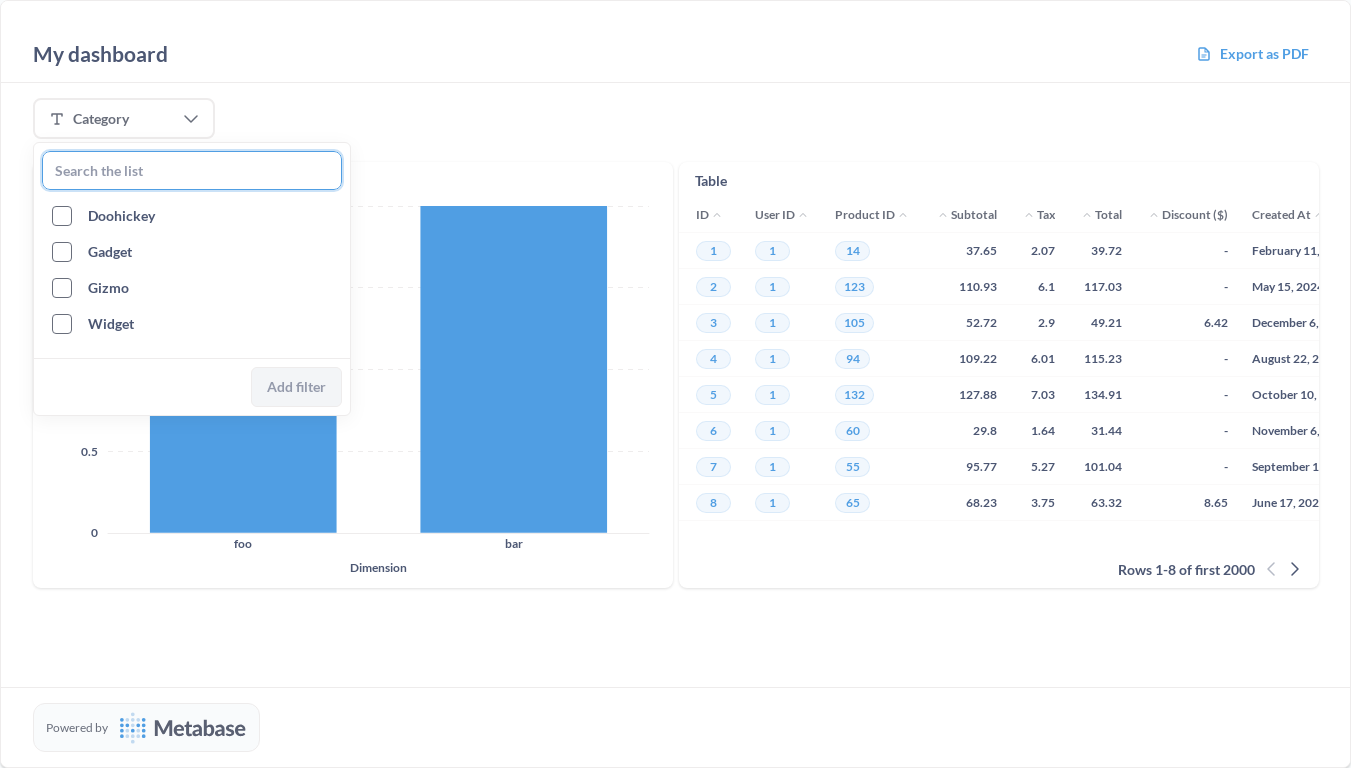 My dashboard
Export as PDF
Category
Search the list
Doohickey
Gadget
Gizmo
Widget
Add filter
0.5
0
foo bar
Dimension
Table
ID User ID Product ID Subtotal Tax Total Discount ($) Created At
1 1 14 37.65 2.07 39.72 - February 11,
2 1 123 110.93 6.1 117.03 - May 15, 2024
3 1 105 52.72 2.9 49.21 6.42 December 6,
4 1 94 109.22 6.01 115.23 - August 22, 2
5 1 132 127.88 7.03 134.91 - October 10,
6 1 60 29.8 1.64 31.44 - November 6,
7 1 55 95.77 5.27 101.04 - September 1
8 1 65 68.23 3.75 63.32 8.65 June 17, 202
Rows 1-8 of first 2000
Powered by Metabase